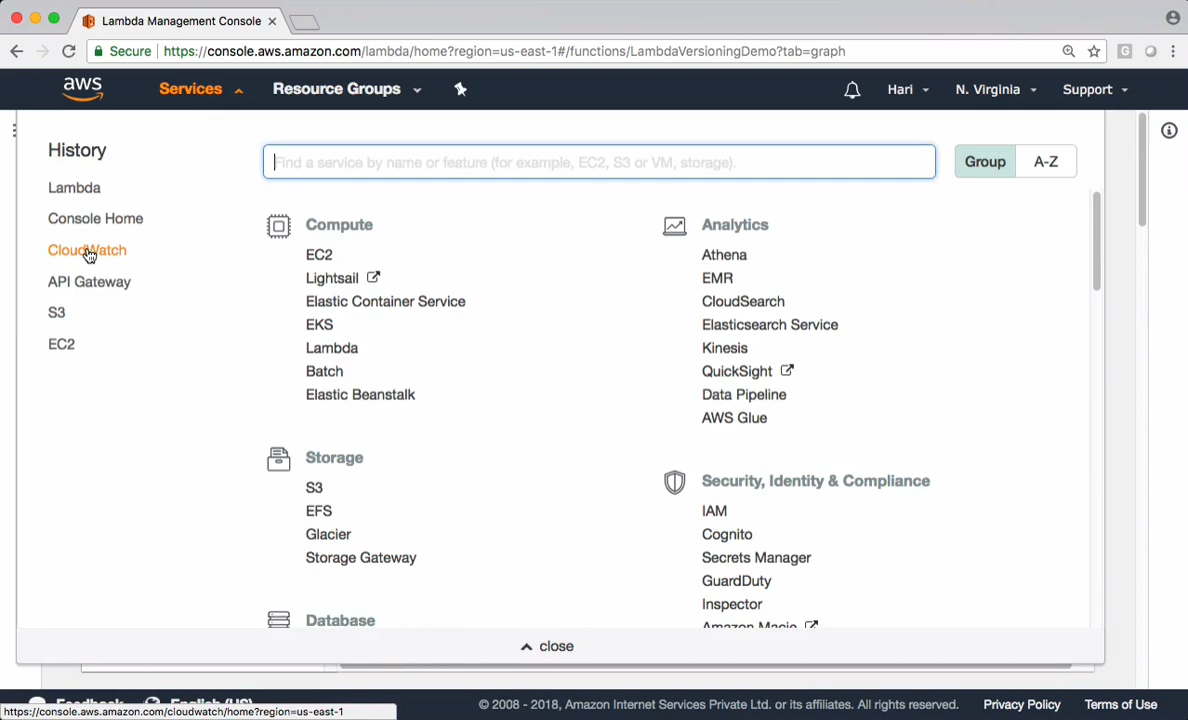 Lambda Management Console
Secure https://console.aws.amazon.com/lambda/home?region=us-east-1#/functions/LambdaVersioningDemo?tab=graph
aws Services Resource Groups Hari N. Virginia Support
History
Lambda
Console Home
CloudWatch
API Gateway
S3
EC2
Find a service by name or feature (for example, EC2, S3 or VM, storage).
Group A-Z
Compute
EC2
Lightsail
Elastic Container Service
EKS
Lambda
Batch
Elastic Beanstalk
Storage
S3
EFS
Glacier
Storage Gateway
Database
Analytics
Athena
EMR
CloudSearch
Elasticsearch Service
Kinesis
QuickSight
Data Pipeline
AWS Glue
Security, Identity & Compliance
IAM
Cognito
Secrets Manager
GuardDuty
Inspector
Amazon Macie
close
Feedback English (US)
© 2008 - 2018, Amazon Internet Services Private Ltd. or its affiliates. All rights reserved. Privacy Policy Terms of Use
https://console.aws.amazon.com/cloudwatch/home?region=us-east-1